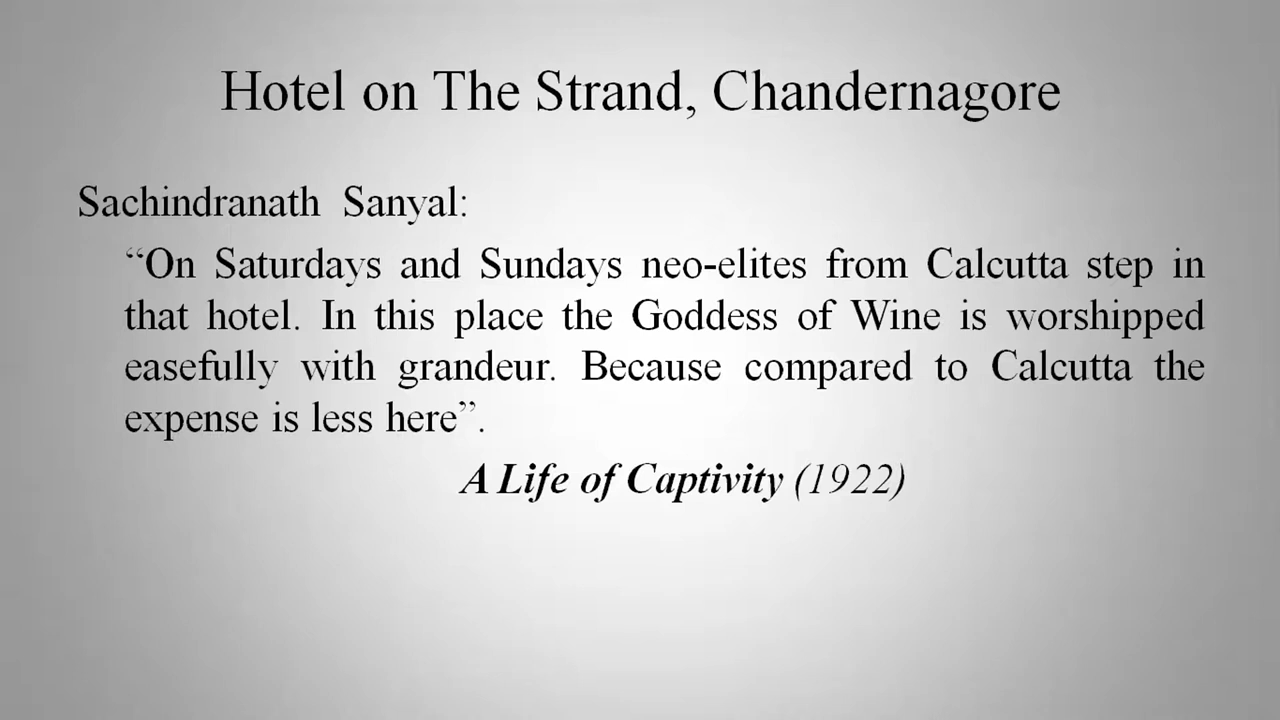 Hotel on The Strand, Chandernagore
Sachindranath Sanyal:
“On Saturdays and Sundays neo-elites from Calcutta step in
that hotel. In this place the Goddess of Wine is worshipped
easefully with grandeur. Because compared to Calcutta the
expense is less here”.
A Life of Captivity (1922)